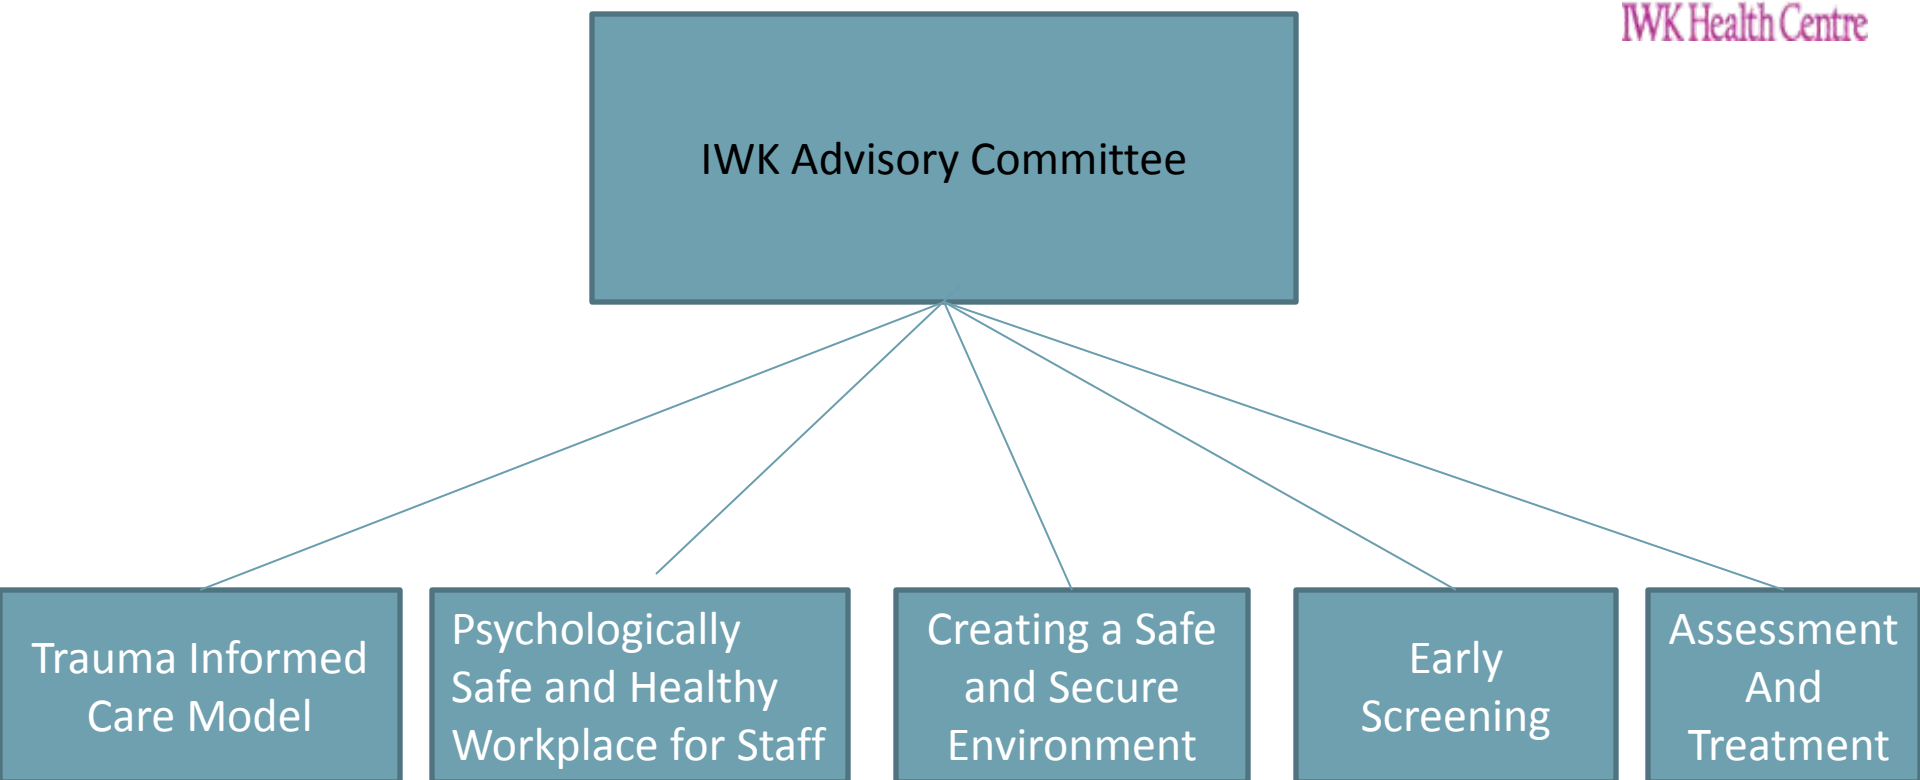 IWK Health Centre
IWK Advisory Committee
Trauma Informed
Care Model
Psychologically
Safe and Healthy
Workplace for Staff
Creating a Safe
and Secure
Environment
Early
Screening
Assessment
And
Treatment